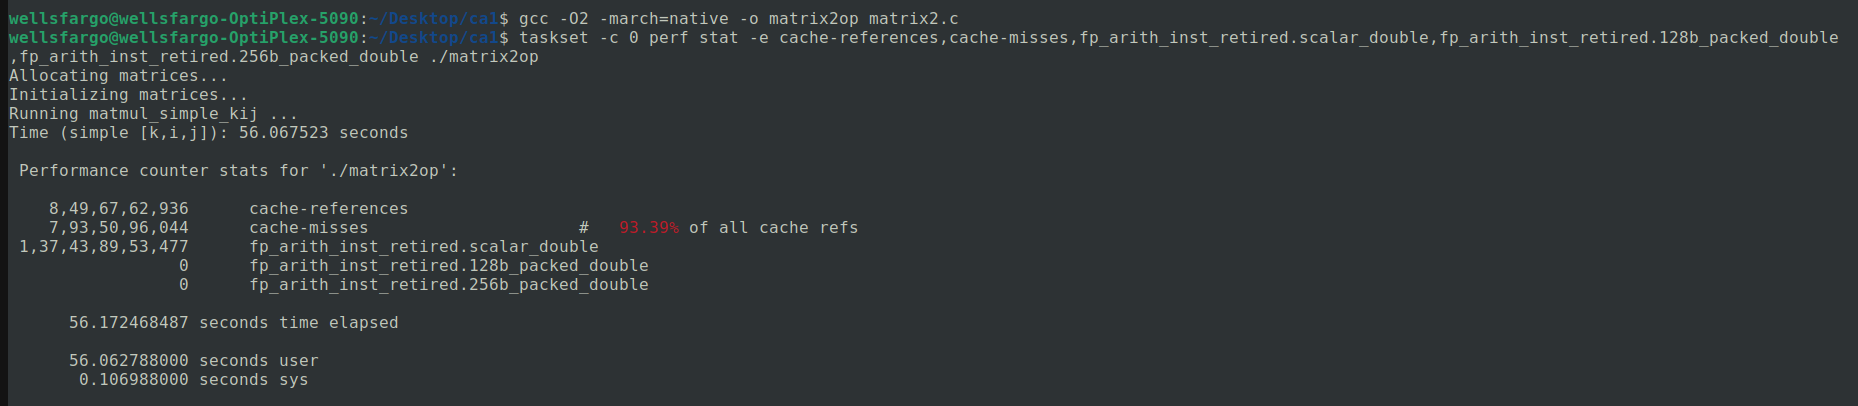 wellsfargo@wellsfargo-OptiPlex-5090:~/Desktop/ca1$ gcc -O2 -march=native -o matrix2op matrix2.c
wellsfargo@wellsfargo-OptiPlex-5090:~/Desktop/ca1$ taskset -c 0 perf stat -e cache-references,cache-misses,fp_arith_inst_retired.scalar_double,fp_arith_inst_retired.128b_packed_double
,fp_arith_inst_retired.256b_packed_double ./matrix2op
Allocating matrices...
Initializing matrices...
Running matmul_simple_kij ...
Time (simple [k,i,j]): 56.067523 seconds
Performance counter stats for './matrix2op':
8,49,67,62,936      cache-references
7,93,50,96,044      cache-misses                     #   93.39% of all cache refs
1,37,43,89,53,477      fp_arith_inst_retired.scalar_double
0      fp_arith_inst_retired.128b_packed_double
0      fp_arith_inst_retired.256b_packed_double
56.172468487 seconds time elapsed
56.062788000 seconds user
0.106988000 seconds sys